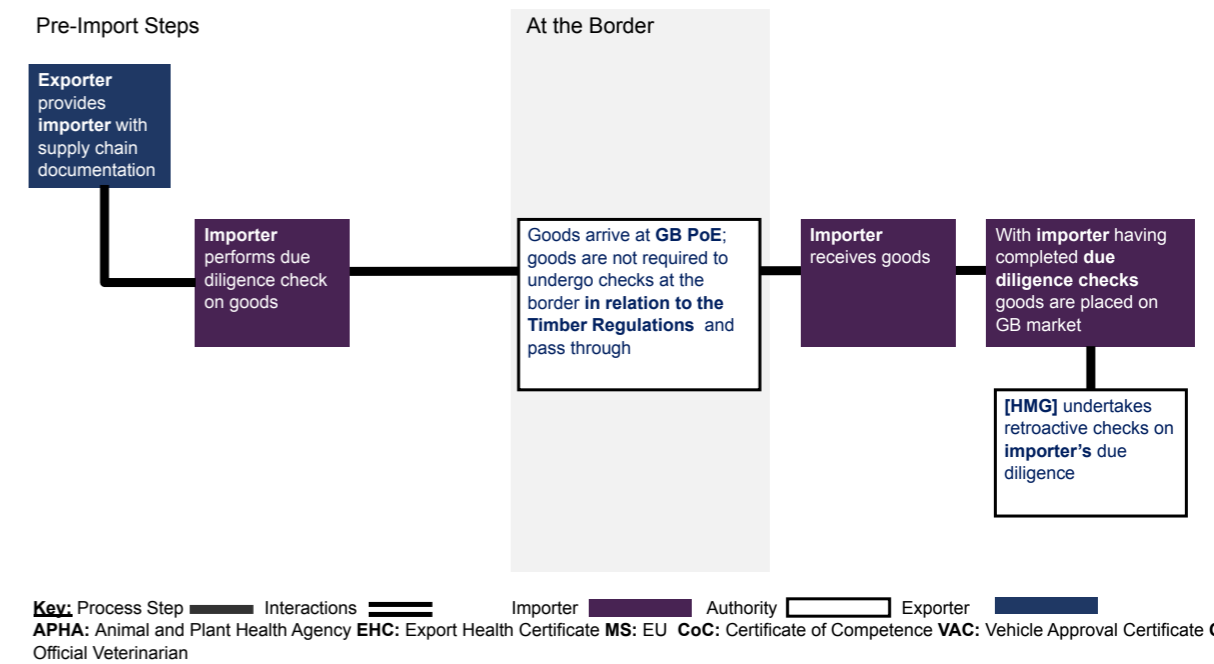 Pre-Import Steps
At the Border
Exporter
provides
importer with
supply chain
documentation
Importer
performs due
diligence check
on goods
Goods arrive at GB PoE;
goods are not required to
undergo checks at the
border in relation to the
Timber Regulations and
pass through
Importer
receives goods
With importer having
completed due
diligence checks
goods are placed on
GB market
[HMG] undertakes
retroactive checks on
importer’s due
diligence
Key: Process Step Interactions Importer Authority Exporter
APHA: Animal and Plant Health Agency EHC: Export Health Certificate MS: EU CoC: Certificate of Competence VAC: Vehicle Approval Certificate
Official Veterinarian